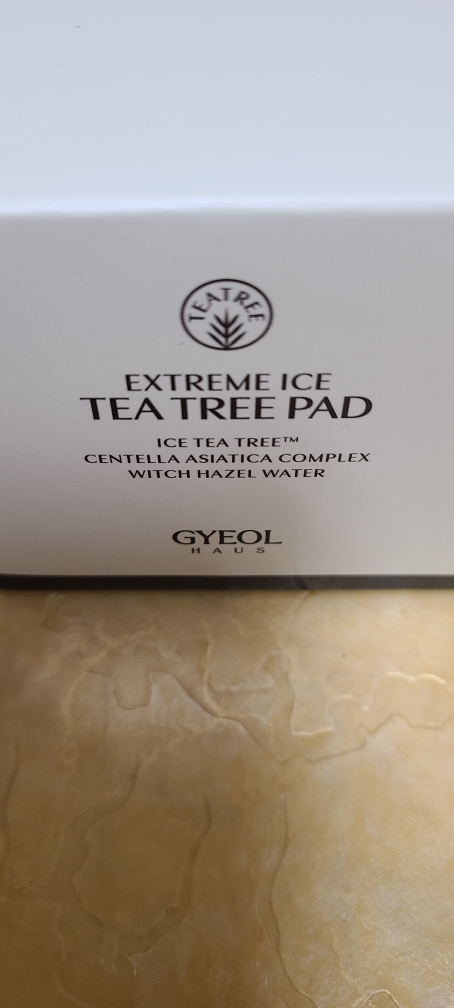 TEATREE
EXTREME ICE
TEA TREE PAD
ICE TEA TREE™
CENTELLA ASIATICA COMPLEX
WITCH HAZEL WATER
GYEOL
HAUS